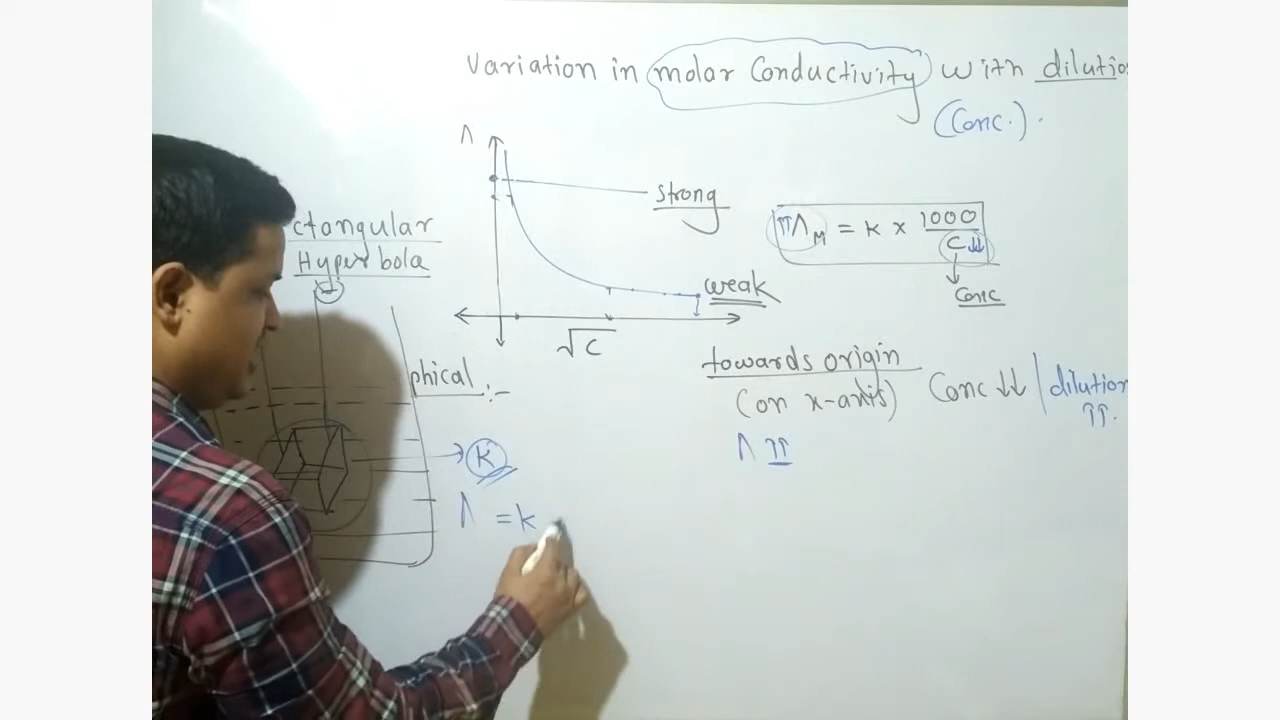 Variation in molar Conductivity with dilutio
(Conc.).
Λ
Strong
weak
√C
ctangular
Hyperbola
↑↑Λ_M = K × 1000
C↓↓
Conc
phical :-
towards origin
(on x-axis) Conc ↓↓ | dilution
↑↑.
Λ ↑↑
K
Λ = K